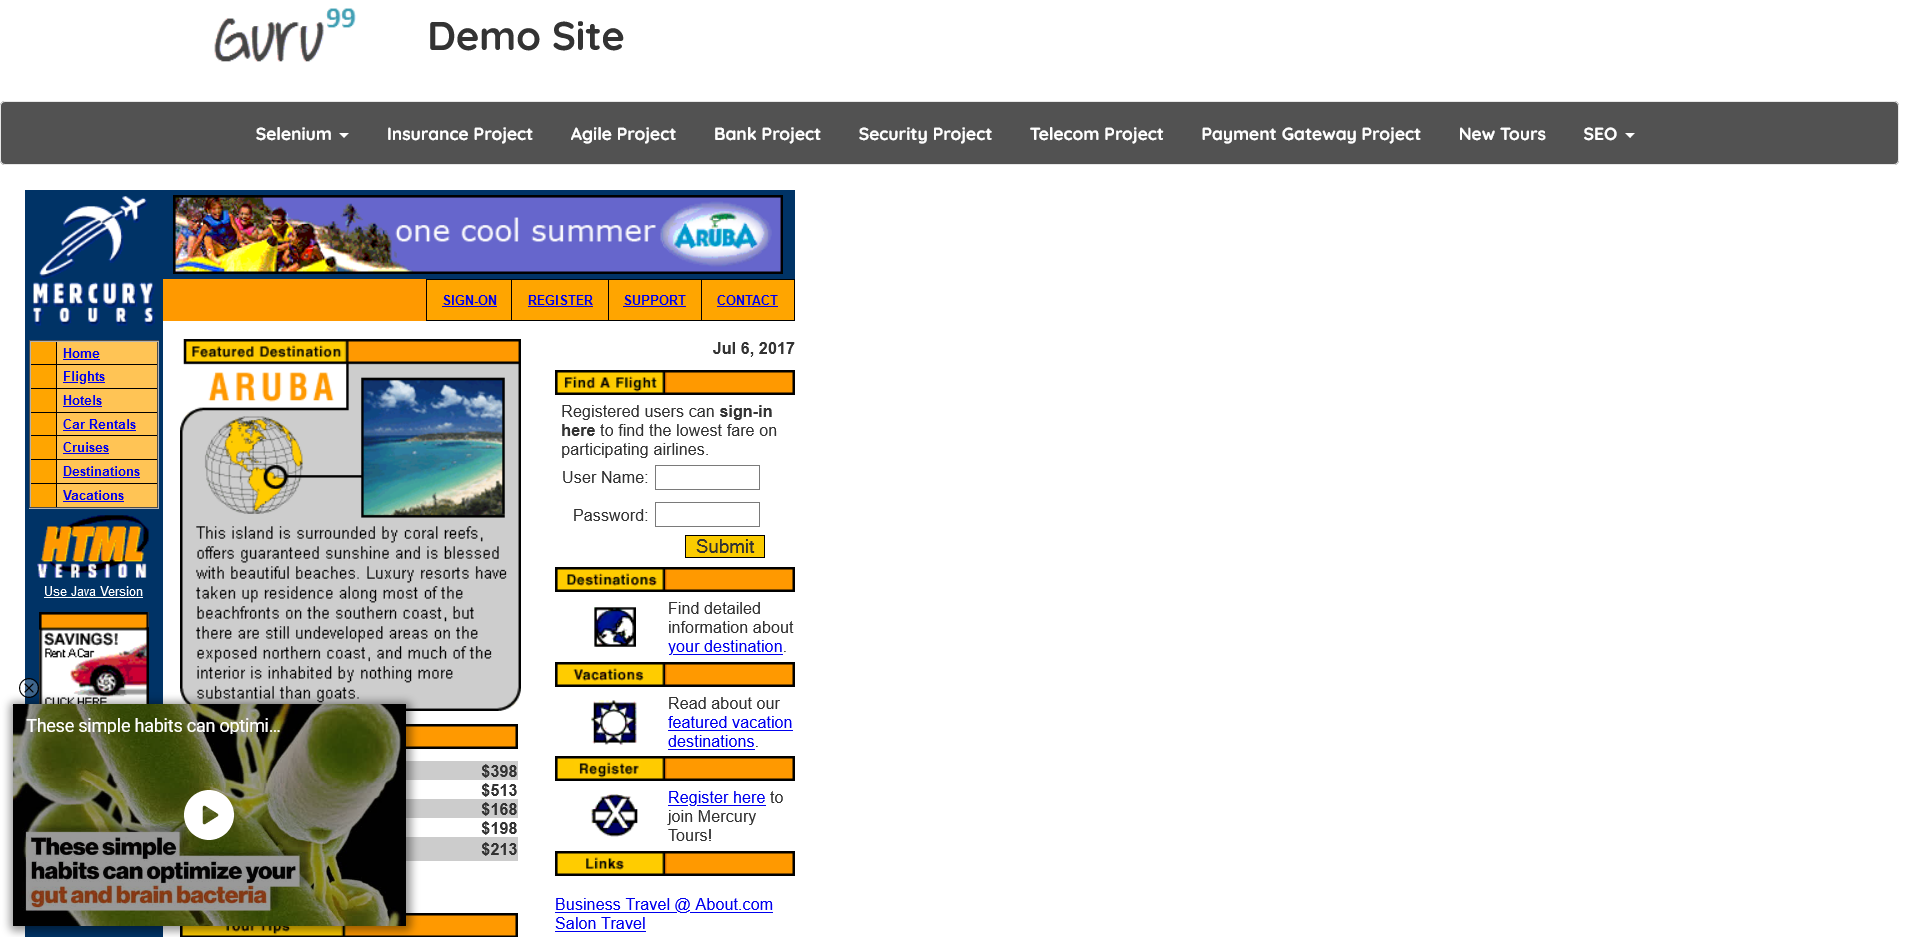 Guru99
Demo Site
Selenium
Insurance Project
Agile Project
Bank Project
Security Project
Telecom Project
Payment Gateway Project
New Tours
SEO
one cool summer
ARUBA
MERCURY
TOURS
SIGN-ON
REGISTER
SUPPORT
CONTACT
Home
Flights
Hotels
Car Rentals
Cruises
Destinations
Vacations
HTML
VERSION
Use Java Version
SAVINGS!
Rent A Car
CLICK HERE
Featured Destination
ARUBA
This island is surrounded by coral reefs,
offers guaranteed sunshine and is blessed
with beautiful beaches. Luxury resorts have
taken up residence along most of the
beachfronts on the southern coast, but
there are still undeveloped areas on the
exposed northern coast, and much of the
interior is inhabited by nothing more
substantial than goats.
$398
$513
$168
$198
$213
These simple habits can optimi...
These simple
habits can optimize your
gut and brain bacteria
Your Tips
Jul 6, 2017
Find A Flight
Registered users can sign-in
here to find the lowest fare on
participating airlines.
User Name:
Password:
Submit
Destinations
Find detailed
information about
your destination.
Vacations
Read about our
featured vacation
destinations.
Register
Register here to
join Mercury
Tours!
Links
Business Travel @ About.com
Salon Travel